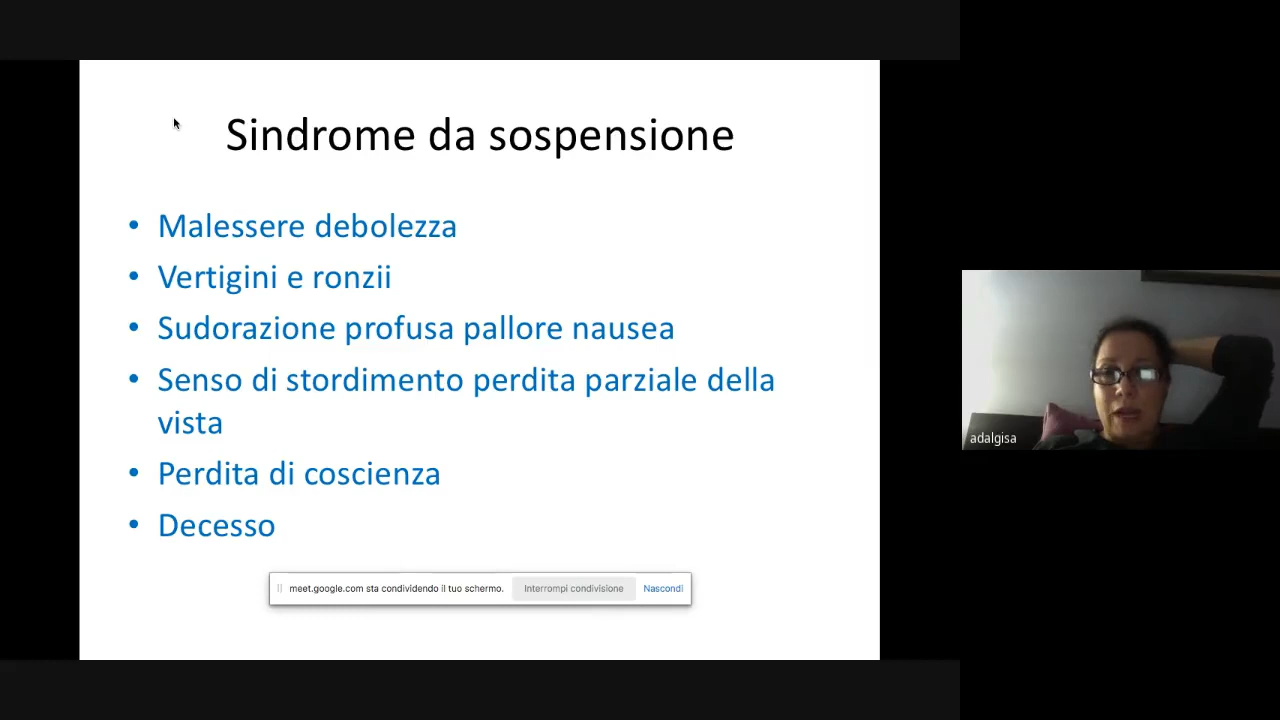 Sindrome da sospensione
• Malessere debolezza
• Vertigini e ronzii
• Sudorazione profusa pallore nausea
• Senso di stordimento perdita parziale della
vista
• Perdita di coscienza
• Decesso
meet.google.com sta condividendo il tuo schermo. Interrompi condivisione Nascondi
adalgisa